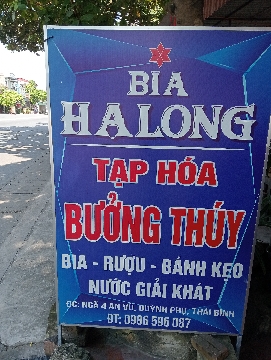 BIA
HALONG
TẠP HÓA
BƯỞNG THÚY
BIA - RƯỢU - BÁNH KẸO
NƯỚC GIẢI KHÁT
ĐC: NGÃ 4 AN VŨ, QUỲNH PHỤ, THÁI BÌNH
ĐT: 0986 596 087